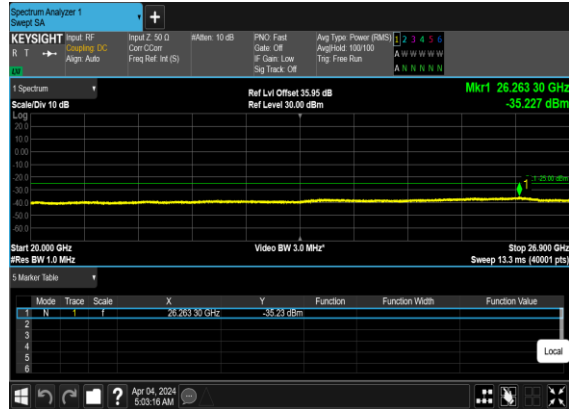 Spectrum Analyzer 1
Swept SA
+
KEYSIGHT Input: RF Input Z: 50 Ω #Atten: 10 dB PNO: Fast Avg Type: Power (RMS) 1 2 3 4 5 6
R T Coupling: DC Corr CCorr Gate: Off Avg|Hold: 100/100 A W W W W W
Align: Auto Freq Ref: Int (S) IF Gain: Low Trig: Free Run
Sig Track: Off A N N N N N
1 Spectrum Ref Lvl Offset 35.95 dB Mkr1 26.263 30 GHz
Scale/Div 10 dB Ref Level 30.00 dBm -35.227 dBm
Log
20.0
10.0
0.00
-10.0
-20.0
-30.0
-40.0
-50.0
-60.0
1
Start 20.000 GHz Video BW 3.0 MHz* Stop 26.900 GHz
#Res BW 1.0 MHz Sweep 13.3 ms (40001 pts)
5 Marker Table
Mode Trace Scale X Y Function Function Width Function Value
1 N 1 f 26.263 30 GHz -35.23 dBm
2
3
4
5
6
Local
? Apr 04, 2024
5:03:16 AM